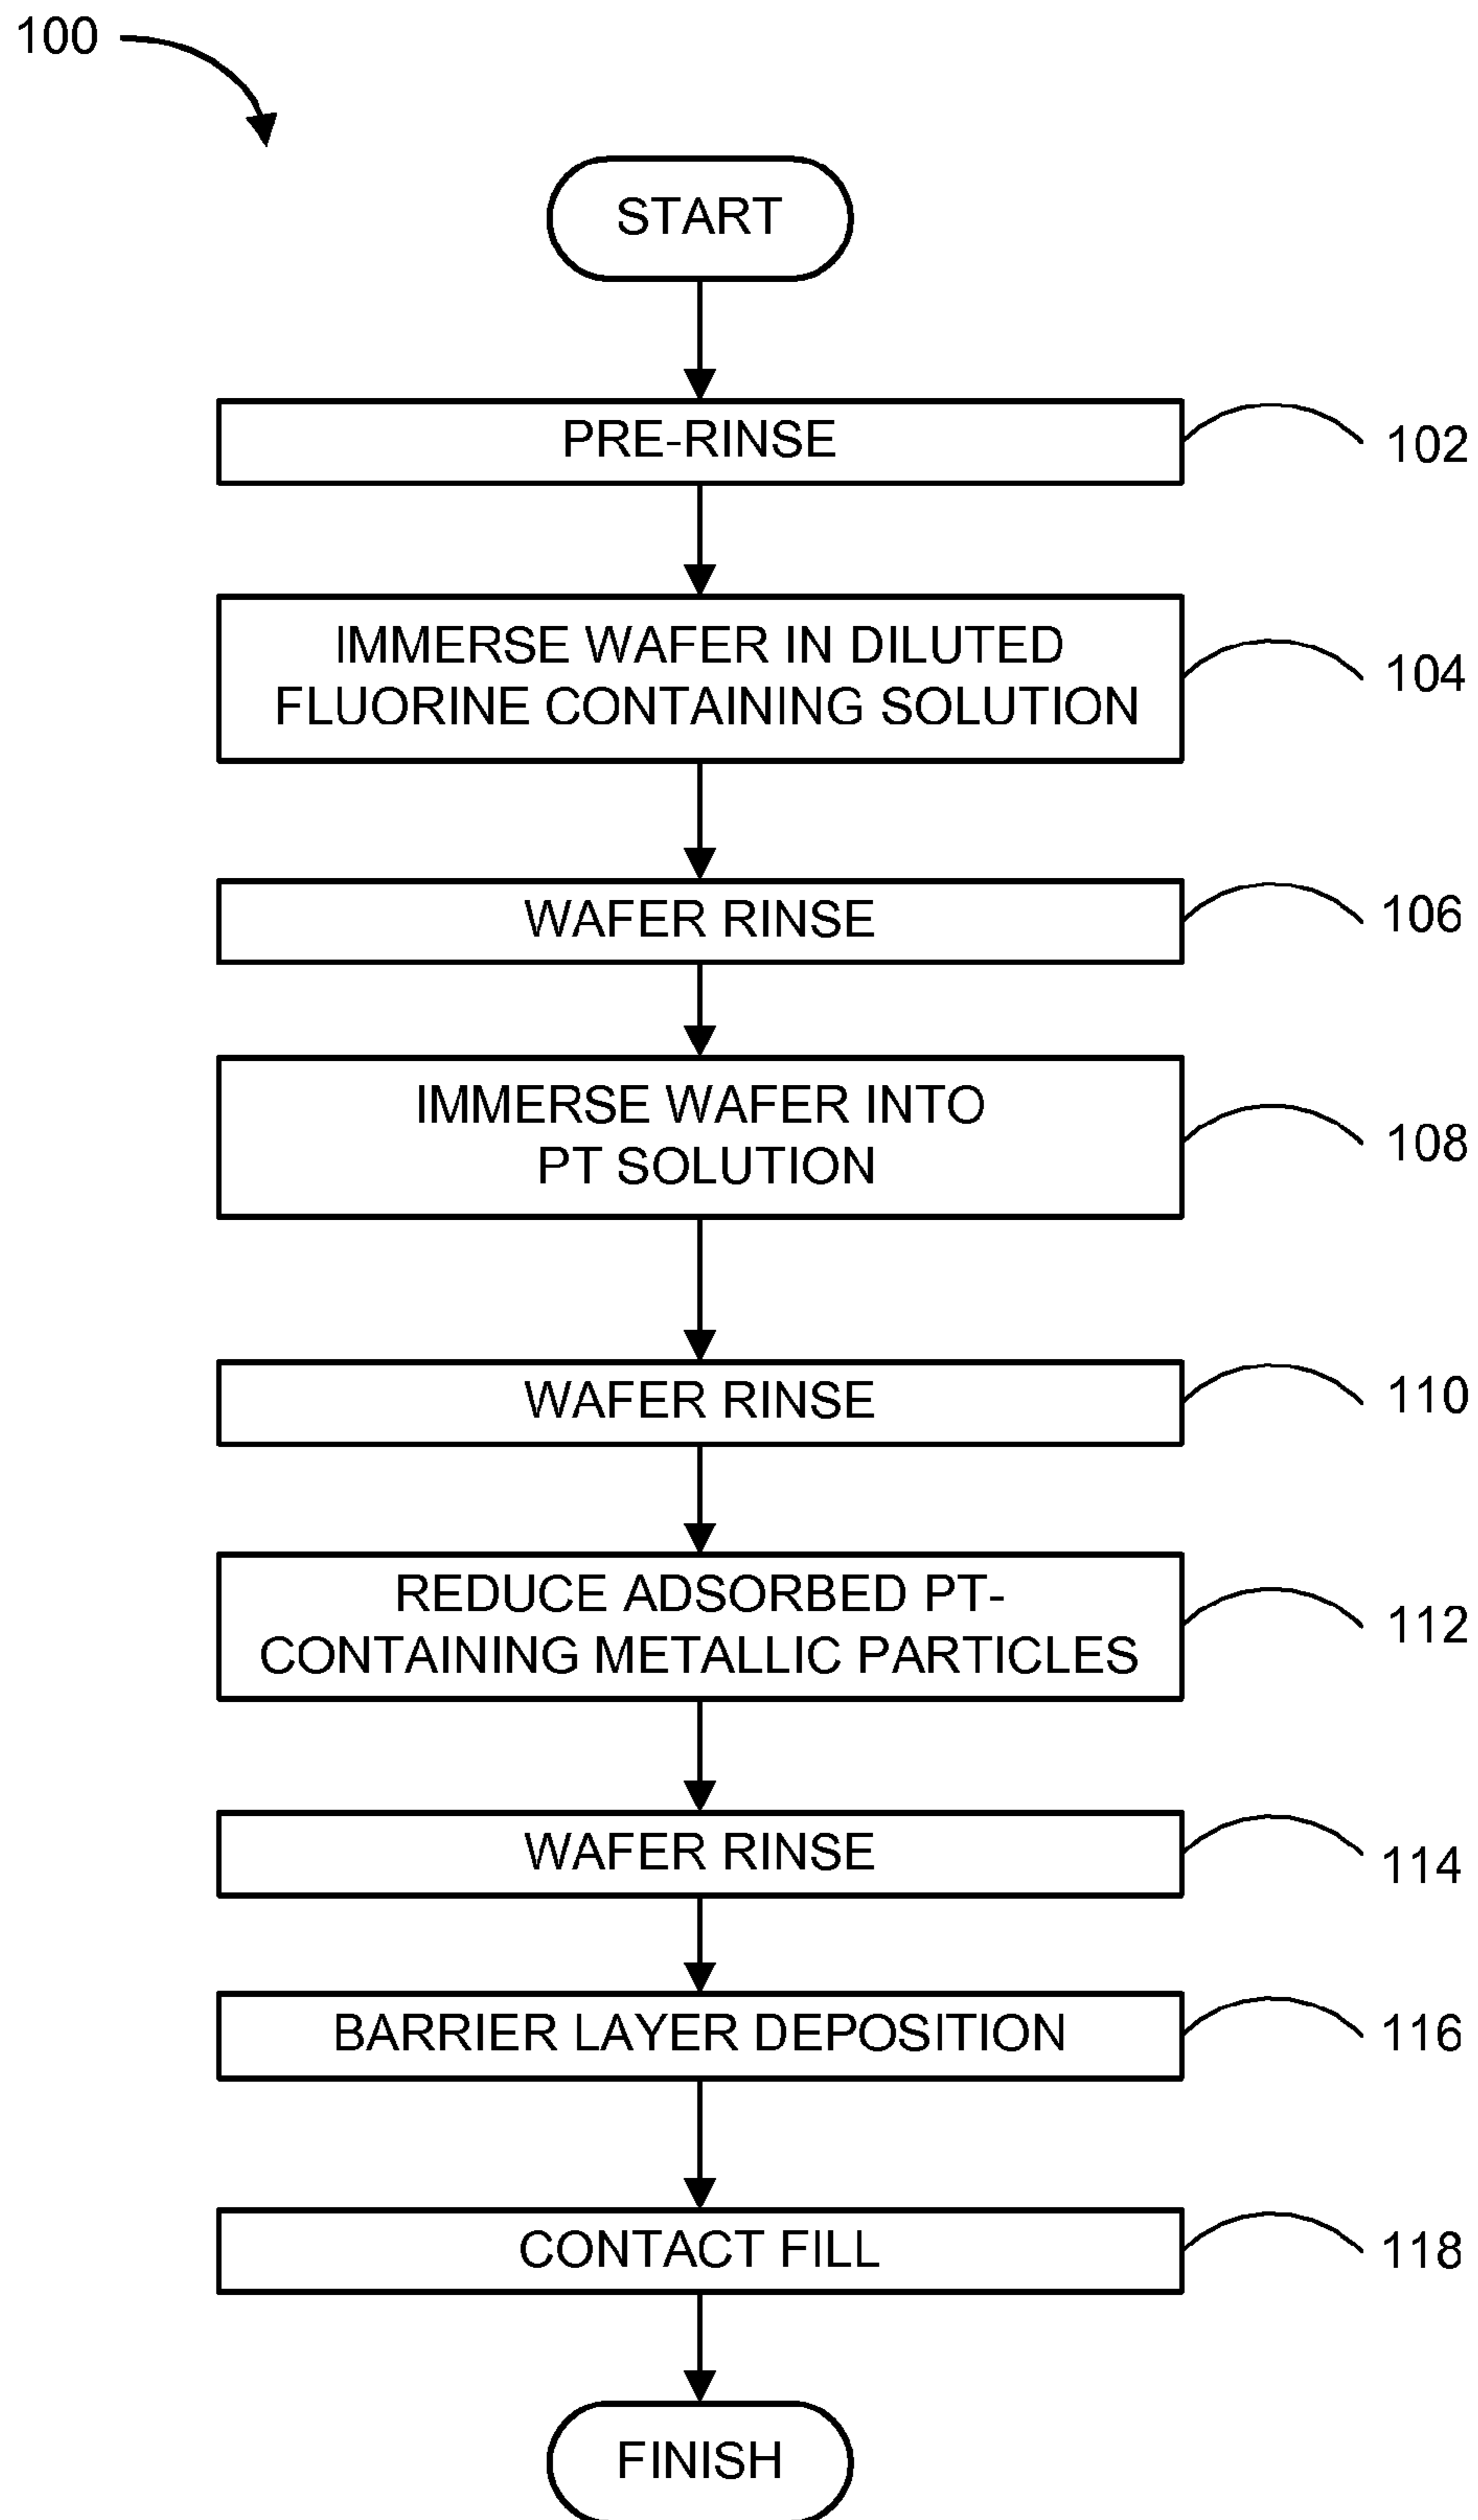 100
START
PRE-RINSE
102
IMMERSE WAFER IN DILUTED
FLUORINE CONTAINING SOLUTION
104
WAFER RINSE
106
IMMERSE WAFER INTO
PT SOLUTION
108
WAFER RINSE
110
REDUCE ADSORBED PT-
CONTAINING METALLIC PARTICLES
112
WAFER RINSE
114
BARRIER LAYER DEPOSITION
116
CONTACT FILL
118
FINISH